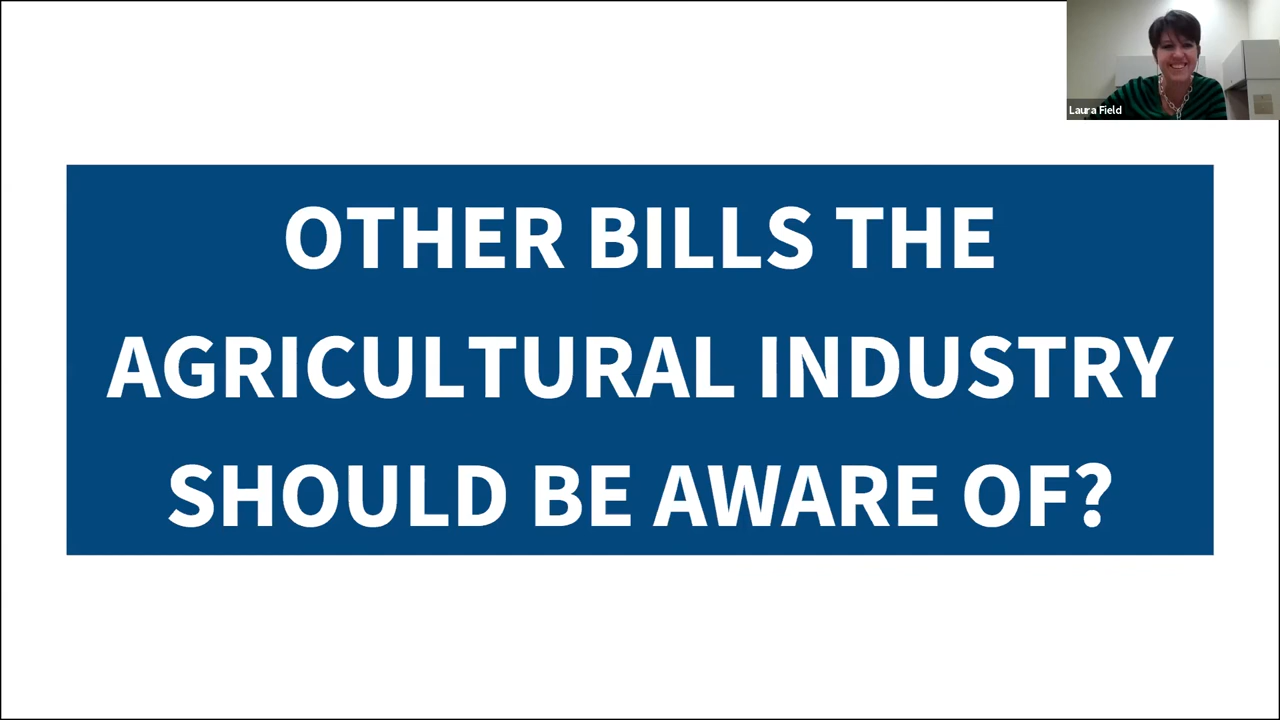 Laura Field
OTHER BILLS THE
AGRICULTURAL INDUSTRY
SHOULD BE AWARE OF?